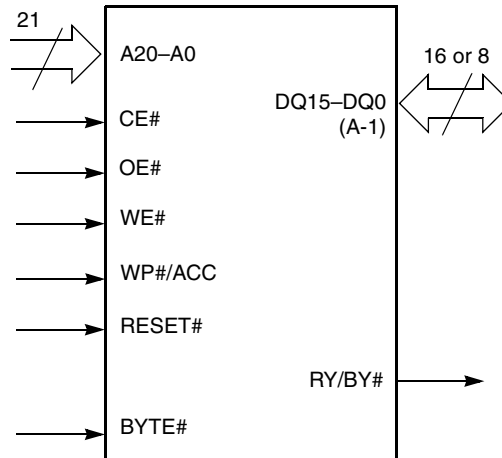 21
A20–A0
16 or 8
DQ15–DQ0
(A-1)
CE#
OE#
WE#
WP#/ACC
RESET#
RY/BY#
BYTE#